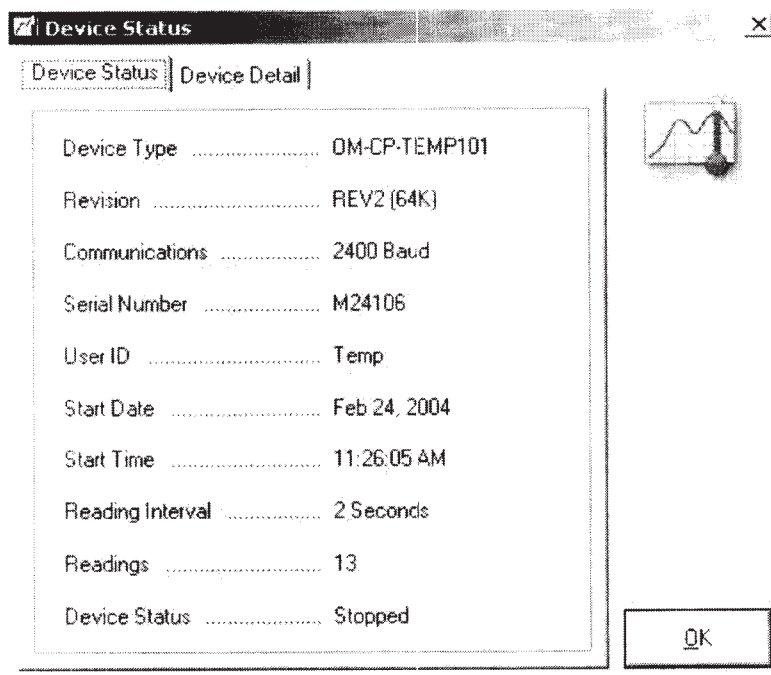 Device Status
Device Status Device Detail
Device Type ........................ OM-CP-TEMP101
Revision ................................ REV2 (64K)
Communications .................. 2400 Baud
Serial Number ..................... M24106
User ID ................................ Temp
Start Date ............................ Feb 24, 2004
Start Time ............................ 11:26:05 AM
Reading Interval .................. 2 Seconds
Readings ............................. 13
Device Status ...................... Stopped
OK